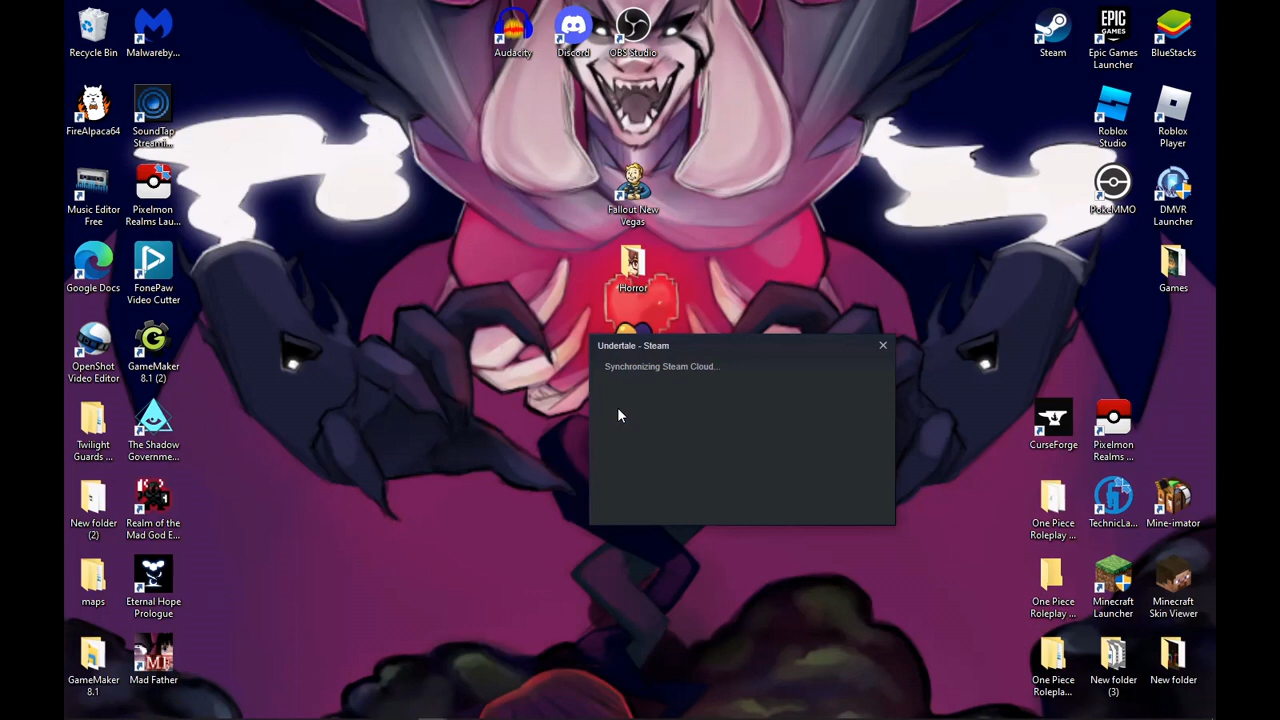 Recycle Bin
Malwareby...
Audacity
Discord
OBS Studio
Steam
EPIC
GAMES
Epic Games
Launcher
BlueStacks
FireAlpaca64
SoundTap
Streami...
Roblox
Studio
Roblox
Player
Music Editor
Free
Pixelmon
Realms Lau...
Fallout New
Vegas
PokeMMO
DMVR
Launcher
Google Docs
FonePaw
Video Cutter
Horror
Games
OpenShot
Video Editor
GameMaker
8.1 (2)
Undertale - Steam
Synchronizing Steam Cloud...
Twilight
Guards ...
The Shadow
Governme...
CurseForge
Pixelmon
Realms ...
New folder
(2)
Realm of the
Mad God E...
One Piece
Roleplay ...
TechnicLa...
Mine-imator
maps
Eternal Hope
Prologue
One Piece
Roleplay ...
Minecraft
Launcher
Minecraft
Skin Viewer
GameMaker
8.1
MF
Mad Father
One Piece
Rolepla...
New folder
(3)
New folder